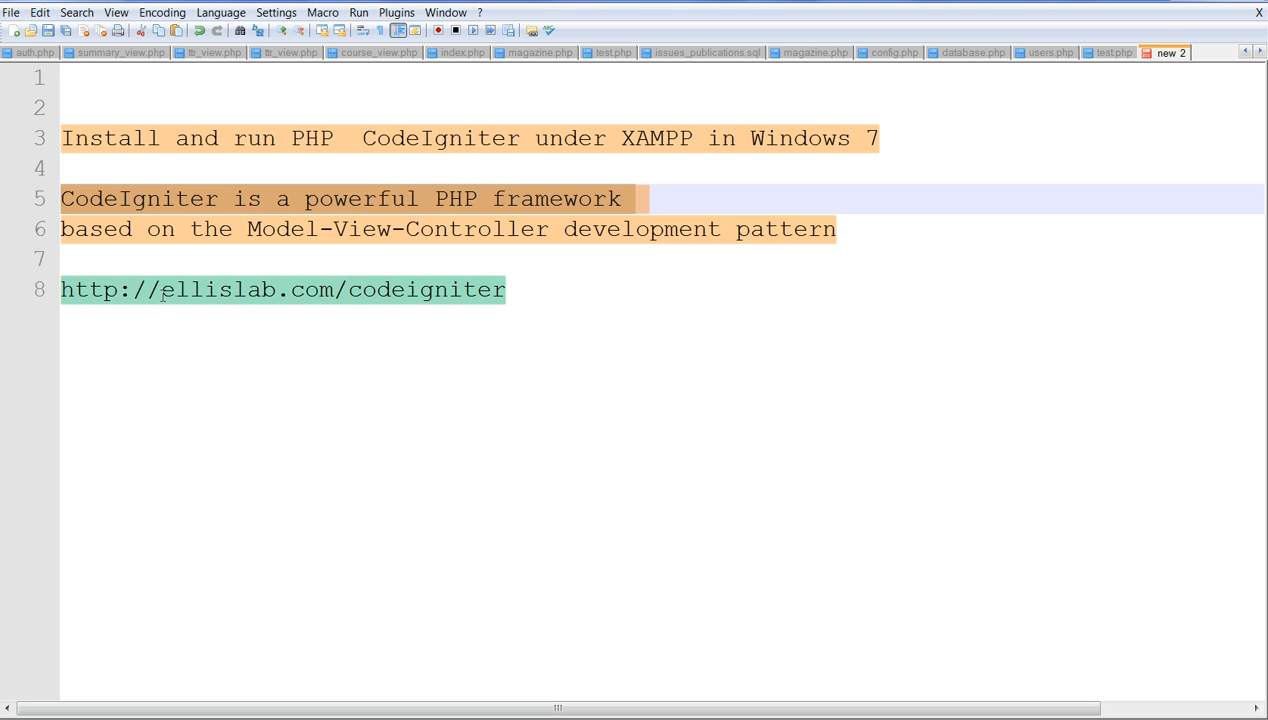 File Edit Search View Encoding Language Settings Macro Run Plugins Window ? X
auth.php summary_view.php ttr_view.php ttr_view.php course_view.php index.php magazine.php test.php issues_publications.sql magazine.php config.php database.php users.php test.php new 2
1
2
3 Install and run PHP  CodeIgniter under XAMPP in Windows 7
4
5 CodeIgniter is a powerful PHP framework
6 based on the Model-View-Controller development pattern
7
8 http://ellislab.com/codeigniter